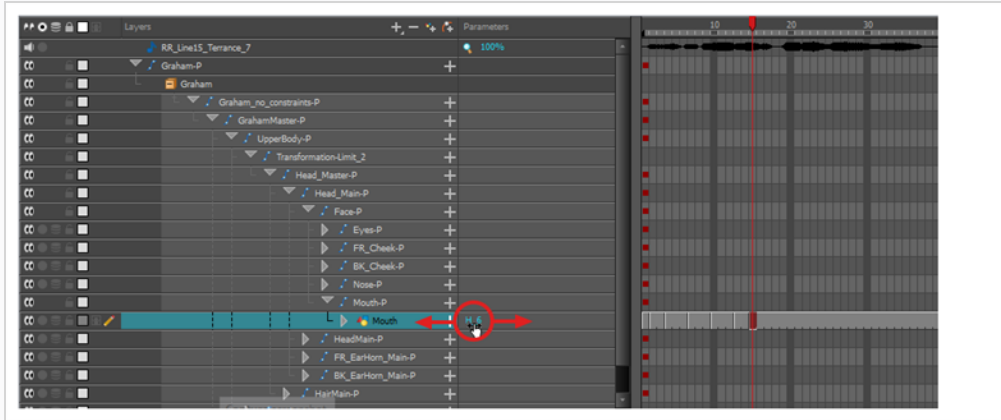 Layers Parameters 10 20 30
RR_Line15_Terrance_7 100%
Graham-P
Graham
Graham_no_constraints-P
GrahamMaster-P
UpperBody-P
Transformation-Limit_2
Head_Master-P
Head_Main-P
Face-P
Eyes-P
FR_Cheek-P
BK_Cheek-P
Nose-P
Mouth-P
Mouth H_6
HeadMain-P
FR_EarHorn_Main-P
BK_EarHorn_Main-P
HairMain-P